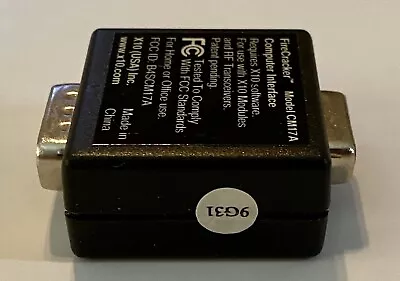 FireCracker™ Model CM17A
Computer Interface
Requires X10 software.
For use with X10 Modules
and RF Transceivers.
Patent pending.
FC Tested To Comply
With FCC Standards
For Home or Office use.
FCC ID: B4SCM17A
X10 (USA) Inc.
www.x10.com
Made in
China
9G31